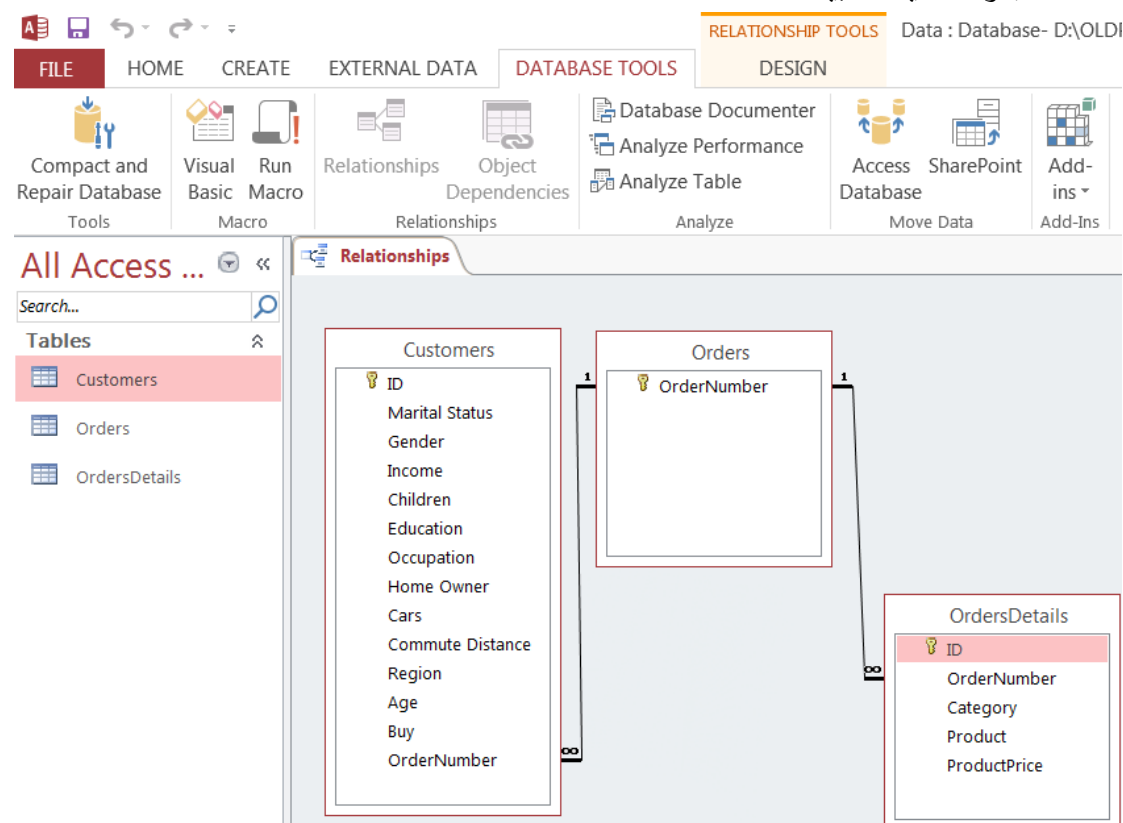 RELATIONSHIP TOOLS
Data : Database- D:\OLD
FILE HOME CREATE EXTERNAL DATA DATABASE TOOLS DESIGN
Compact and
Repair Database
Visual
Basic
Run
Macro
Relationships
Object
Dependencies
Database Documenter
Analyze Performance
Analyze Table
Access
Database
SharePoint
Add-
ins
Tools Macro Relationships Analyze Move Data Add-Ins
All Access ...
«
Relationships
Search...
Tables
Customers
Orders
OrdersDetails
Customers
ID
Marital Status
Gender
Income
Children
Education
Occupation
Home Owner
Cars
Commute Distance
Region
Age
Buy
OrderNumber
∞
1
Orders
OrderNumber
1
∞
OrdersDetails
ID
OrderNumber
Category
Product
ProductPrice